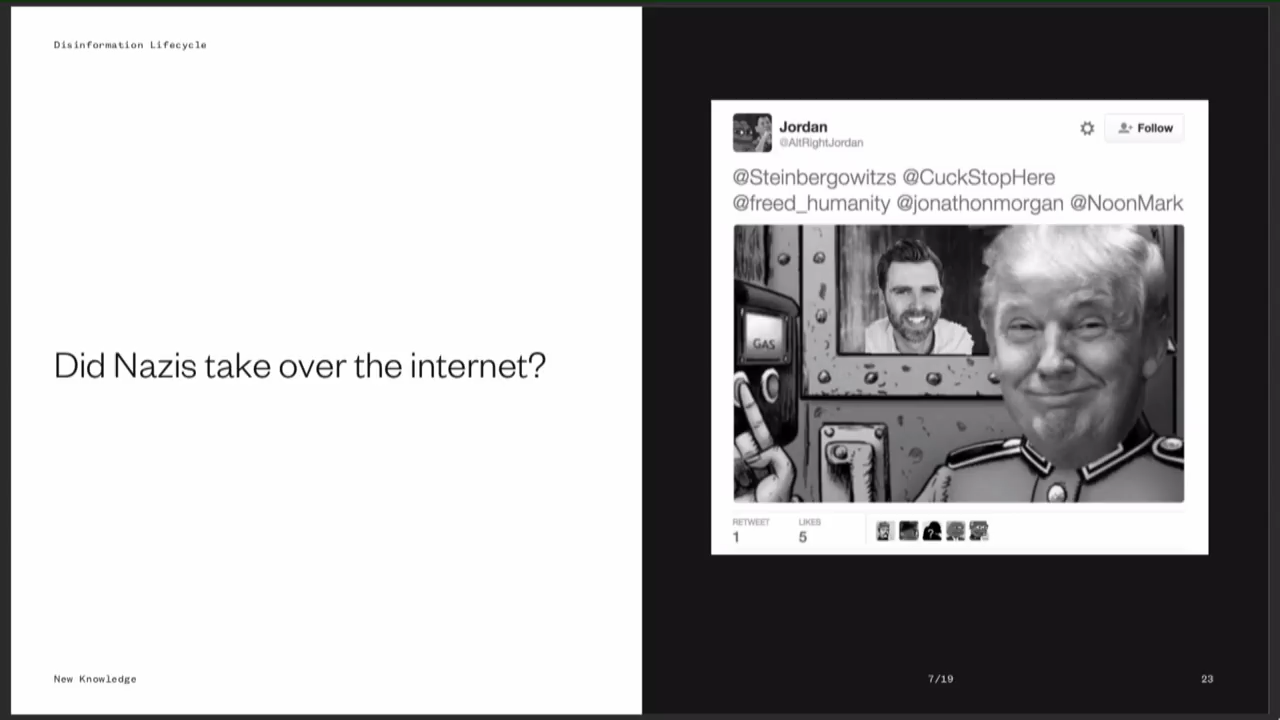 Disinformation Lifecycle
Did Nazis take over the internet?
New Knowledge
Jordan
@AltRightJordan
Follow
@Steinbergowitzs @CuckStopHere
@freed_humanity @jonathonmorgan @NoonMark
GAS
RETWEET
1
LIKES
5
?
7/19
23